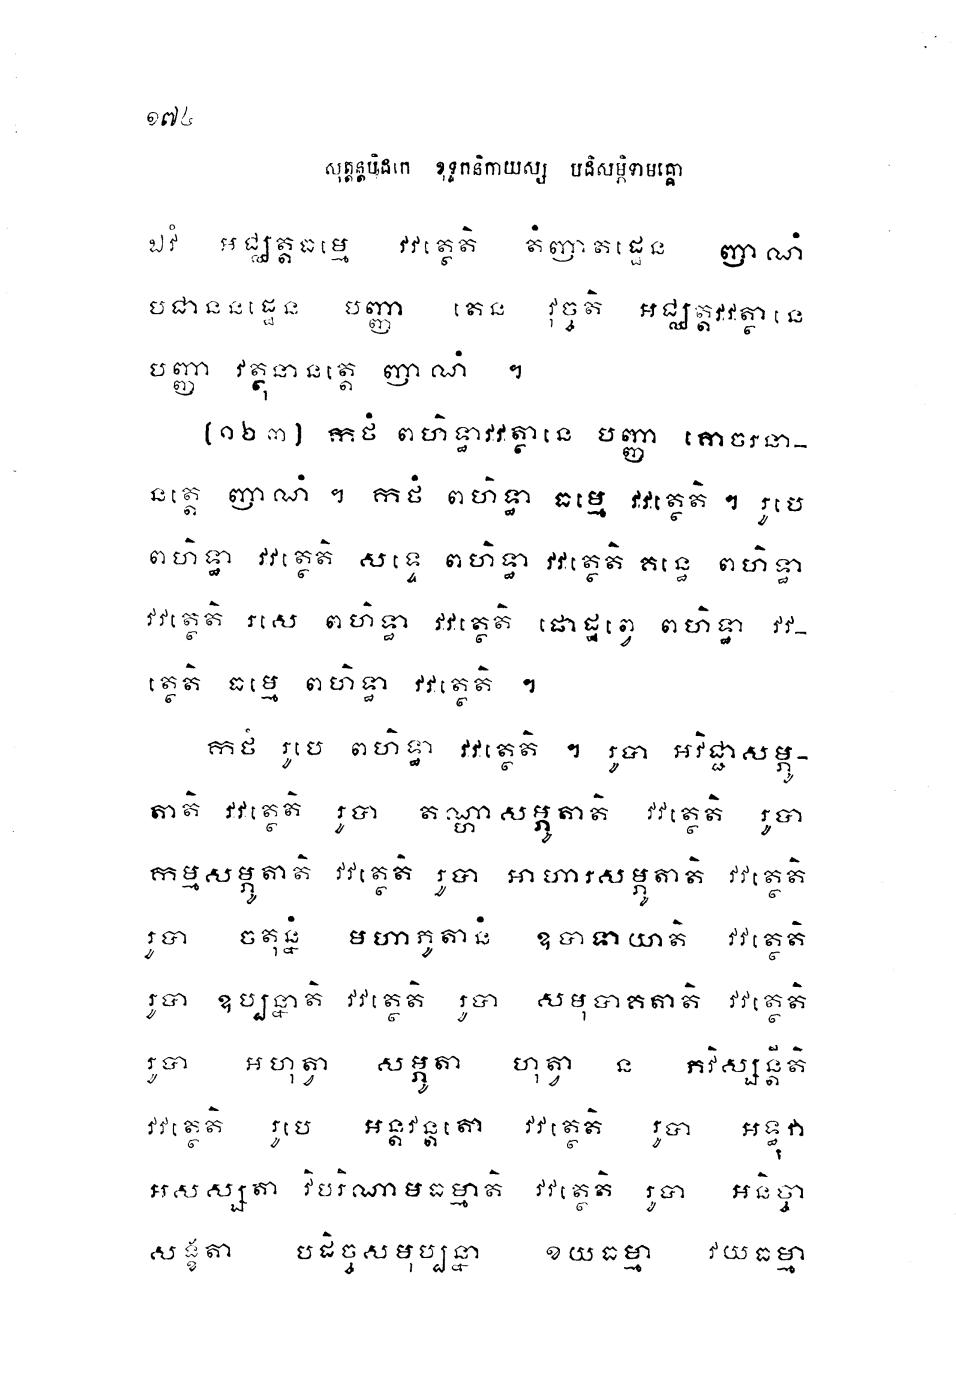 ១៧៤
សុត្តន្តបិដកេ ខុទ្ទកនិកាយស្ស បដិសម្ភិទាមគ្គោ
ឯវំ អជ្ឈត្តធម្មេ វវត្ថេតិ តំញាតដ្ឋេន ញាណំ
បជាននដ្ឋេន បញ្ញា តេន វុច្ចតិ អជ្ឈត្តវវត្ថានេ
បញ្ញា វត្ថុនានត្តេ ញាណំ ។
(១៦៣) កថំ ពហិទ្ធាវវត្ថានេ បញ្ញា គោចរនា-
នត្តេ ញាណំ ។ កថំ ពហិទ្ធា ធម្មេ វវត្ថេតិ ។ រូបេ
ពហិទ្ធា វវត្ថេតិ សទ្ទេ ពហិទ្ធា វវត្ថេតិ គន្ធេ ពហិទ្ធា
វវត្ថេតិ រសេ ពហិទ្ធា វវត្ថេតិ ផោដ្ឋព្វេ ពហិទ្ធា វវ-
ត្ថេតិ ធម្មេ ពហិទ្ធា វវត្ថេតិ ។
កថំ រូបេ ពហិទ្ធា វវត្ថេតិ ។ រូបា អវិជ្ជាសម្ភូ-
តាតិ វវត្ថេតិ រូបា តណ្ហាសម្ភូតាតិ វវត្ថេតិ រូបា
កម្មសម្ភូតាតិ វវត្ថេតិ រូបា អាហារសម្ភូតាតិ វវត្ថេតិ
រូបា ចតុន្នំ មហាភូតានំ ឧបាទាយាតិ វវត្ថេតិ
រូបា ឧប្បន្នាតិ វវត្ថេតិ រូបា សមុទាគតាតិ វវត្ថេតិ
រូបា អហុត្វា សម្ភូតា ហុត្វា ន ភវិស្សន្តីតិ
វវត្ថេតិ រូបេ អន្តវន្តតោ វវត្ថេតិ រូបា អទ្ធុវា
អសស្សតា វិបរិណាមធម្មាតិ វវត្ថេតិ រូបា អនិច្ចា
សង្ខតា បដិច្ចសមុប្បន្នា ខយធម្មា វយធម្មា